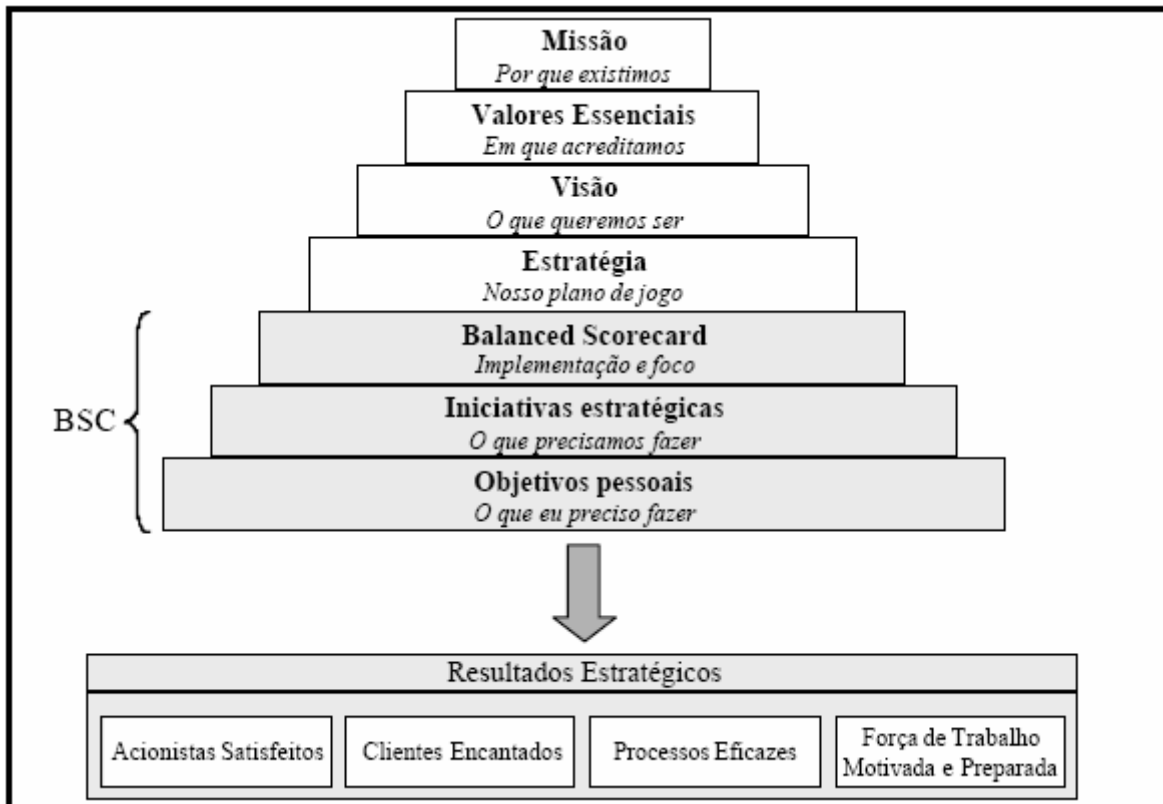 Missão
Por que existimos
Valores Essenciais
Em que acreditamos
Visão
O que queremos ser
Estratégia
Nosso plano de jogo
BSC
Balanced Scorecard
Implementação e foco
Iniciativas estratégicas
O que precisamos fazer
Objetivos pessoais
O que eu preciso fazer
Resultados Estratégicos
Acionistas Satisfeitos
Clientes Encantados
Processos Eficazes
Força de Trabalho
Motivada e Preparada